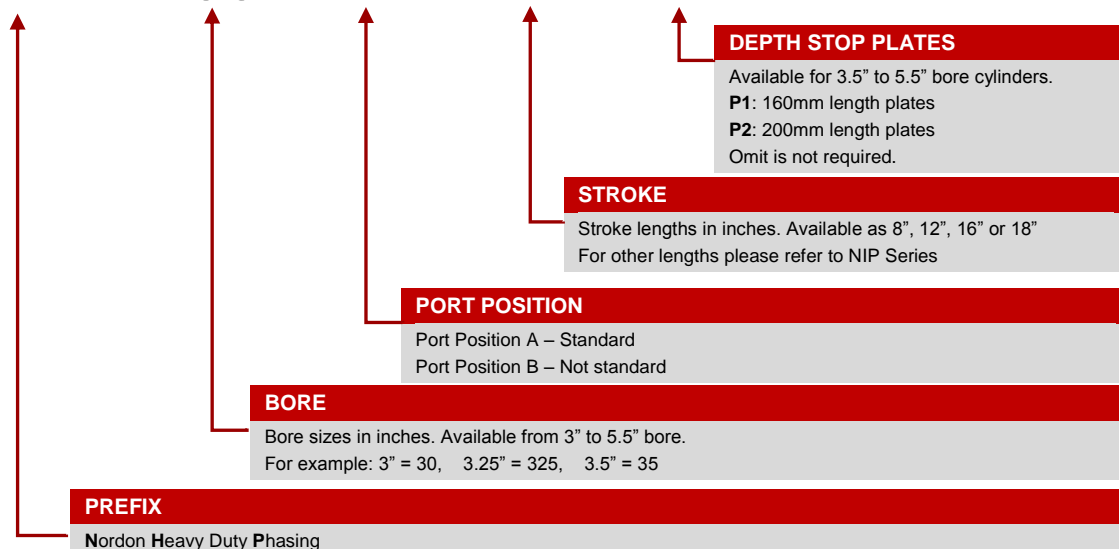 DEPTH STOP PLATES
Available for 3.5” to 5.5” bore cylinders.
P1: 160mm length plates
P2: 200mm length plates
Omit is not required.
STROKE
Stroke lengths in inches. Available as 8”, 12”, 16” or 18”
For other lengths please refer to NIP Series
PORT POSITION
Port Position A – Standard
Port Position B – Not standard
BORE
Bore sizes in inches. Available from 3” to 5.5” bore.
For example: 3” = 30, 3.25” = 325, 3.5” = 35
PREFIX
Nordon Heavy Duty Phasing